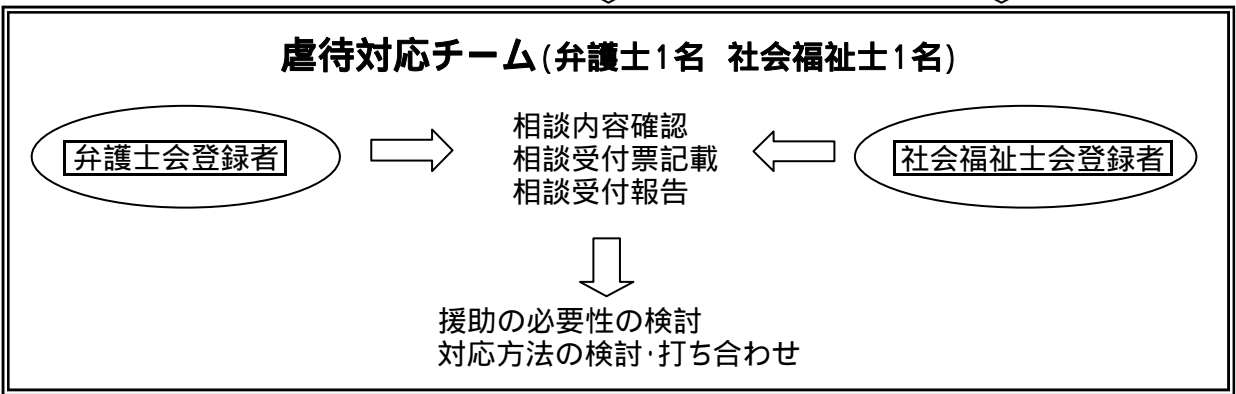 虐待対応チーム(弁護士1名 社会福祉士1名)
弁護士会登録者
相談内容確認
相談受付票記載
相談受付報告
社会福祉士会登録者
援助の必要性の検討
対応方法の検討・打ち合わせ